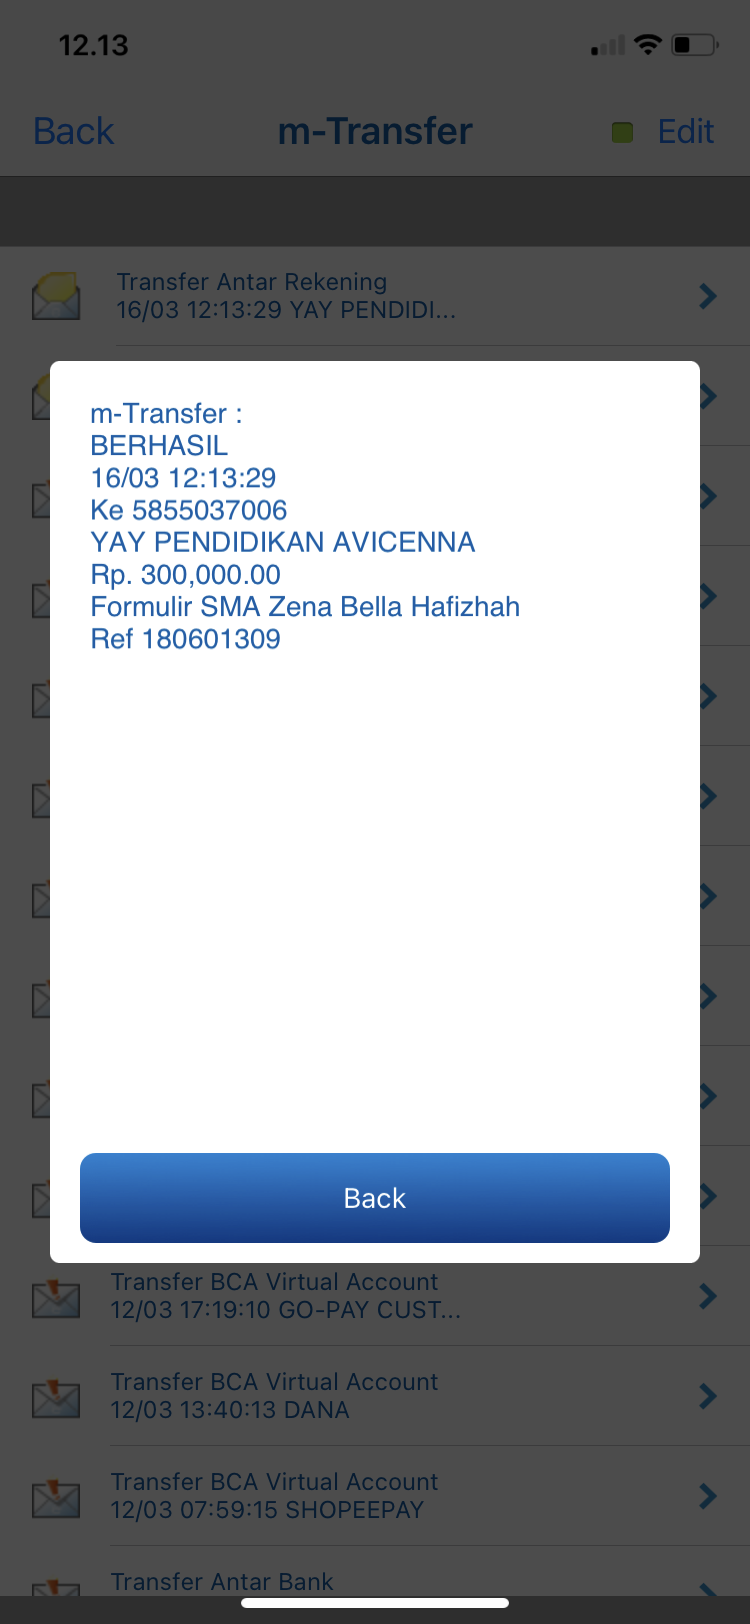 12.13
Back
m-Transfer
Edit
Transfer Antar Rekening
16/03 12:13:29 YAY PENDIDI...
m-Transfer :
BERHASIL
16/03 12:13:29
Ke 5855037006
YAY PENDIDIKAN AVICENNA
Rp. 300,000.00
Formulir SMA Zena Bella Hafizhah
Ref 180601309
Back
Transfer BCA Virtual Account
12/03 17:19:10 GO-PAY CUST...
Transfer BCA Virtual Account
12/03 13:40:13 DANA
Transfer BCA Virtual Account
12/03 07:59:15 SHOPEEPAY
Transfer Antar Bank